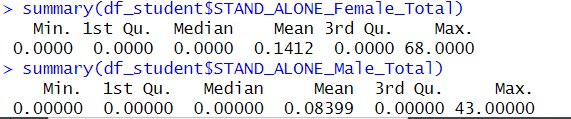 > summary(df_student$STAND_ALONE_Female_Total)
Min. 1st Qu. Median Mean 3rd Qu. Max.
0.0000 0.0000 0.0000 0.1412 0.0000 68.0000
> summary(df_student$STAND_ALONE_Male_Total)
Min. 1st Qu. Median Mean 3rd Qu. Max.
0.00000 0.00000 0.00000 0.08399 0.00000 43.00000